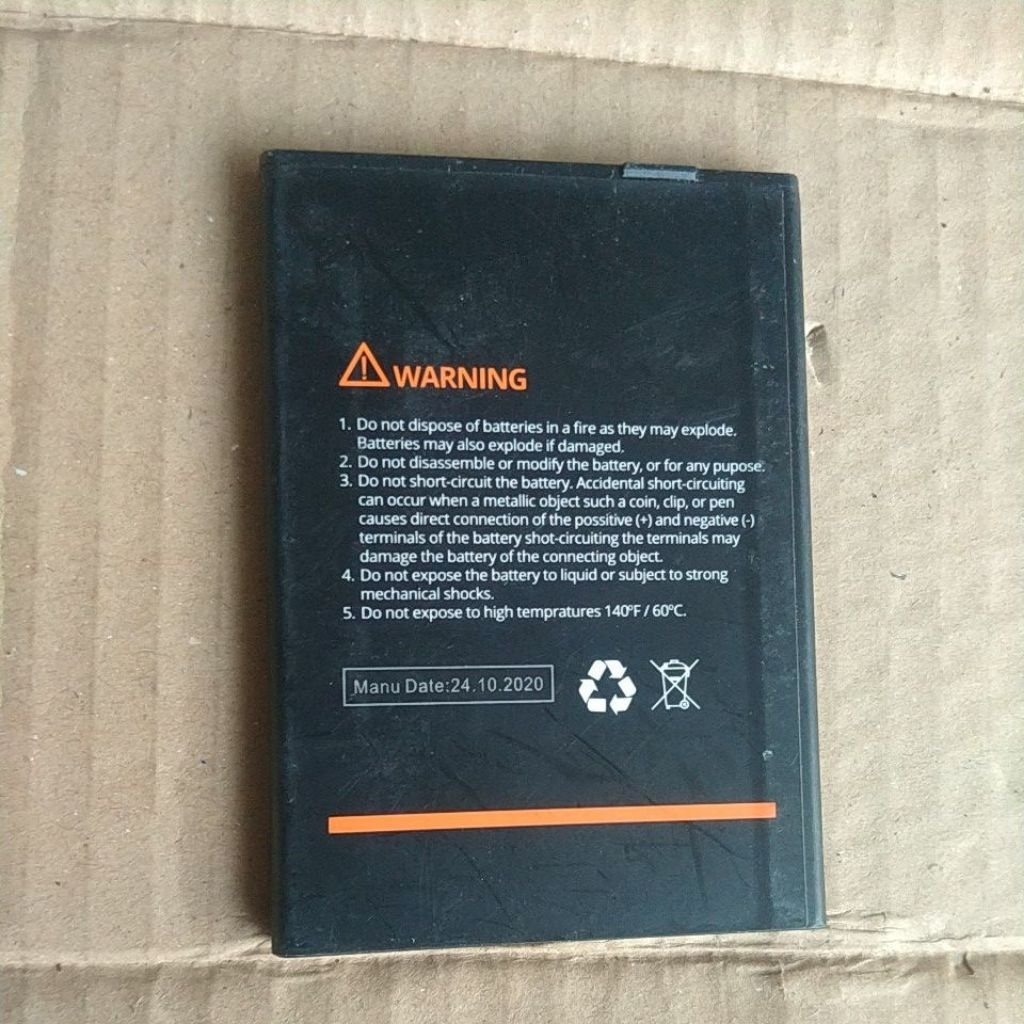 WARNING
1. Do not dispose of batteries in a fire as they may explode.
Batteries may also explode if damaged.
2. Do not disassemble or modify the battery, or for any pupose.
3. Do not short-circuit the battery. Accidental short-circuiting
can occur when a metallic object such a coin, clip, or pen
causes direct connection of the possitive (+) and negative (-)
terminals of the battery shot-circuiting the terminals may
damage the battery of the connecting object.
4. Do not expose the battery to liquid or subject to strong
mechanical shocks.
5. Do not expose to high tempratures 140ºF / 60ºC.
Manu Date:24.10.2020